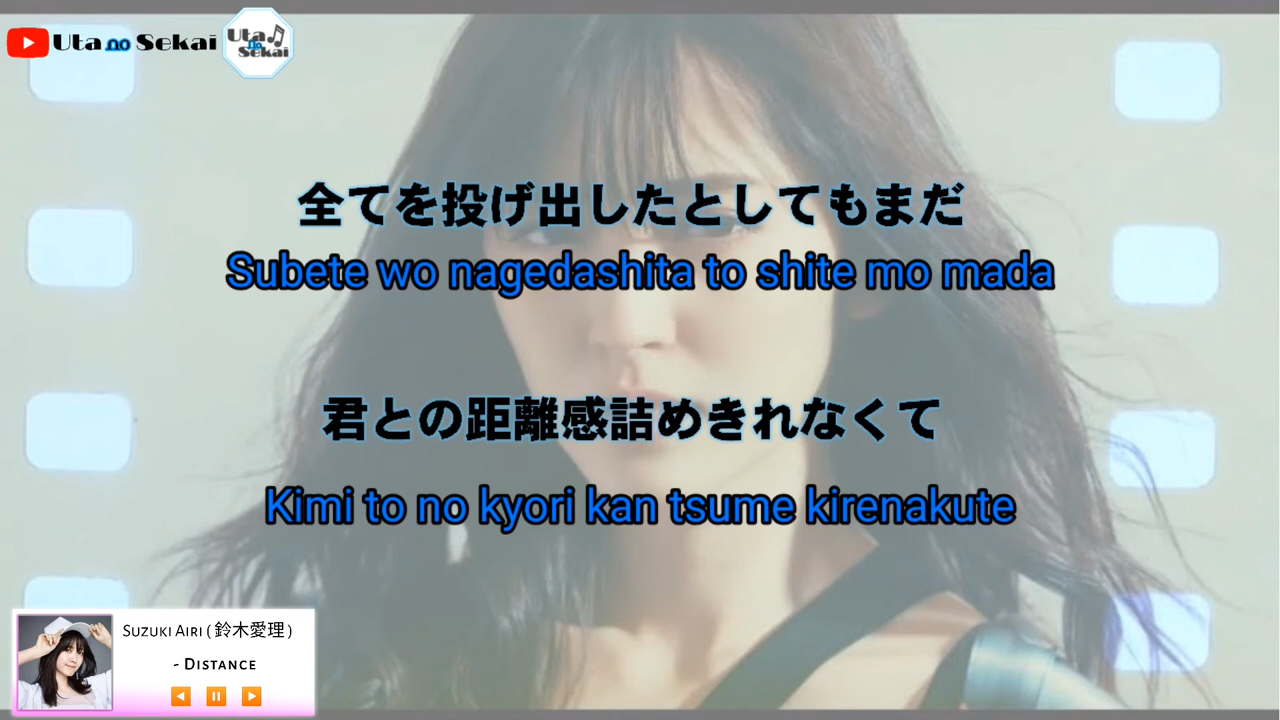 Uta no Sekai
Uta no Sekai
全てを投げ出したとしてもまだ
Subete wo nagedashita to shite mo mada
君との距離感詰めきれなくて
Kimi to no kyori kan tsume kirenakute
Suzuki Airi ( 鈴木愛理 )
- Distance